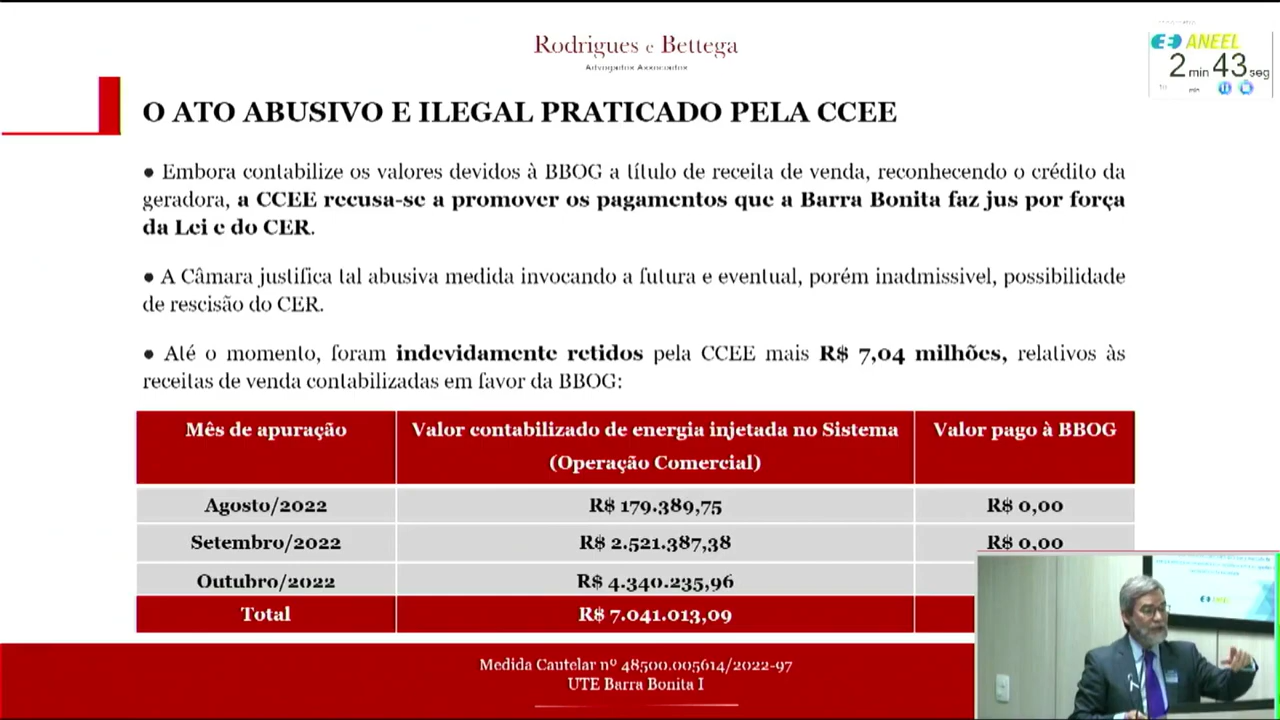 Rodrigues e Bettega
Advogados Associados
ANEEL
2 min 43 seg
10 min
O ATO ABUSIVO E ILEGAL PRATICADO PELA CCEE
● Embora contabilize os valores devidos à BBOG a título de receita de venda, reconhecendo o crédito da
geradora, a CCEE recusa-se a promover os pagamentos que a Barra Bonita faz jus por força
da Lei e do CER.
● A Câmara justifica tal abusiva medida invocando a futura e eventual, porém inadmissivel, possibilidade
de rescisão do CER.
● Até o momento, foram indevidamente retidos pela CCEE mais R$ 7,04 milhões, relativos às
receitas de venda contabilizadas em favor da BBOG:
Mês de apuração Valor contabilizado de energia injetada no Sistema Valor pago à BBOG
(Operação Comercial)
Agosto/2022 R$ 179.389,75 R$ 0,00
Setembro/2022 R$ 2.521.387,38 R$ 0,00
Outubro/2022 R$ 4.340.235,96
Total R$ 7.041.013,09
Medida Cautelar nº 48500.005614/2022-97
UTE Barra Bonita I